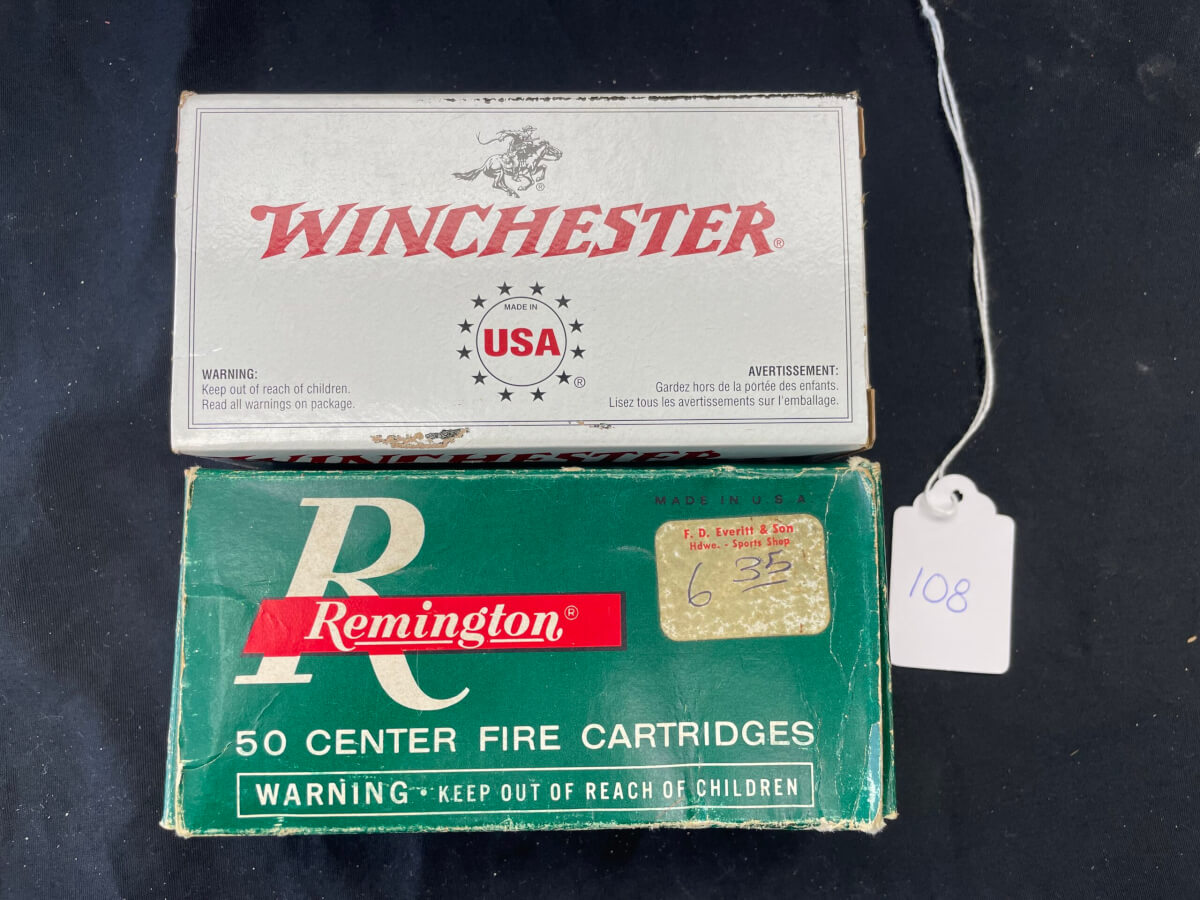 WINCHESTER®
MADE IN
USA
®
WARNING:
Keep out of reach of children.
Read all warnings on package.
AVERTISSEMENT:
Gardez hors de la portée des enfants.
Lisez tous les avertissements sur l'emballage.
WINCHESTER
MADE IN U S A
F. D. Everitt & Son
Hdwe. - Sports Shop
6 35
R
Remington®
50 CENTER FIRE CARTRIDGES
WARNING · KEEP OUT OF REACH OF CHILDREN
108